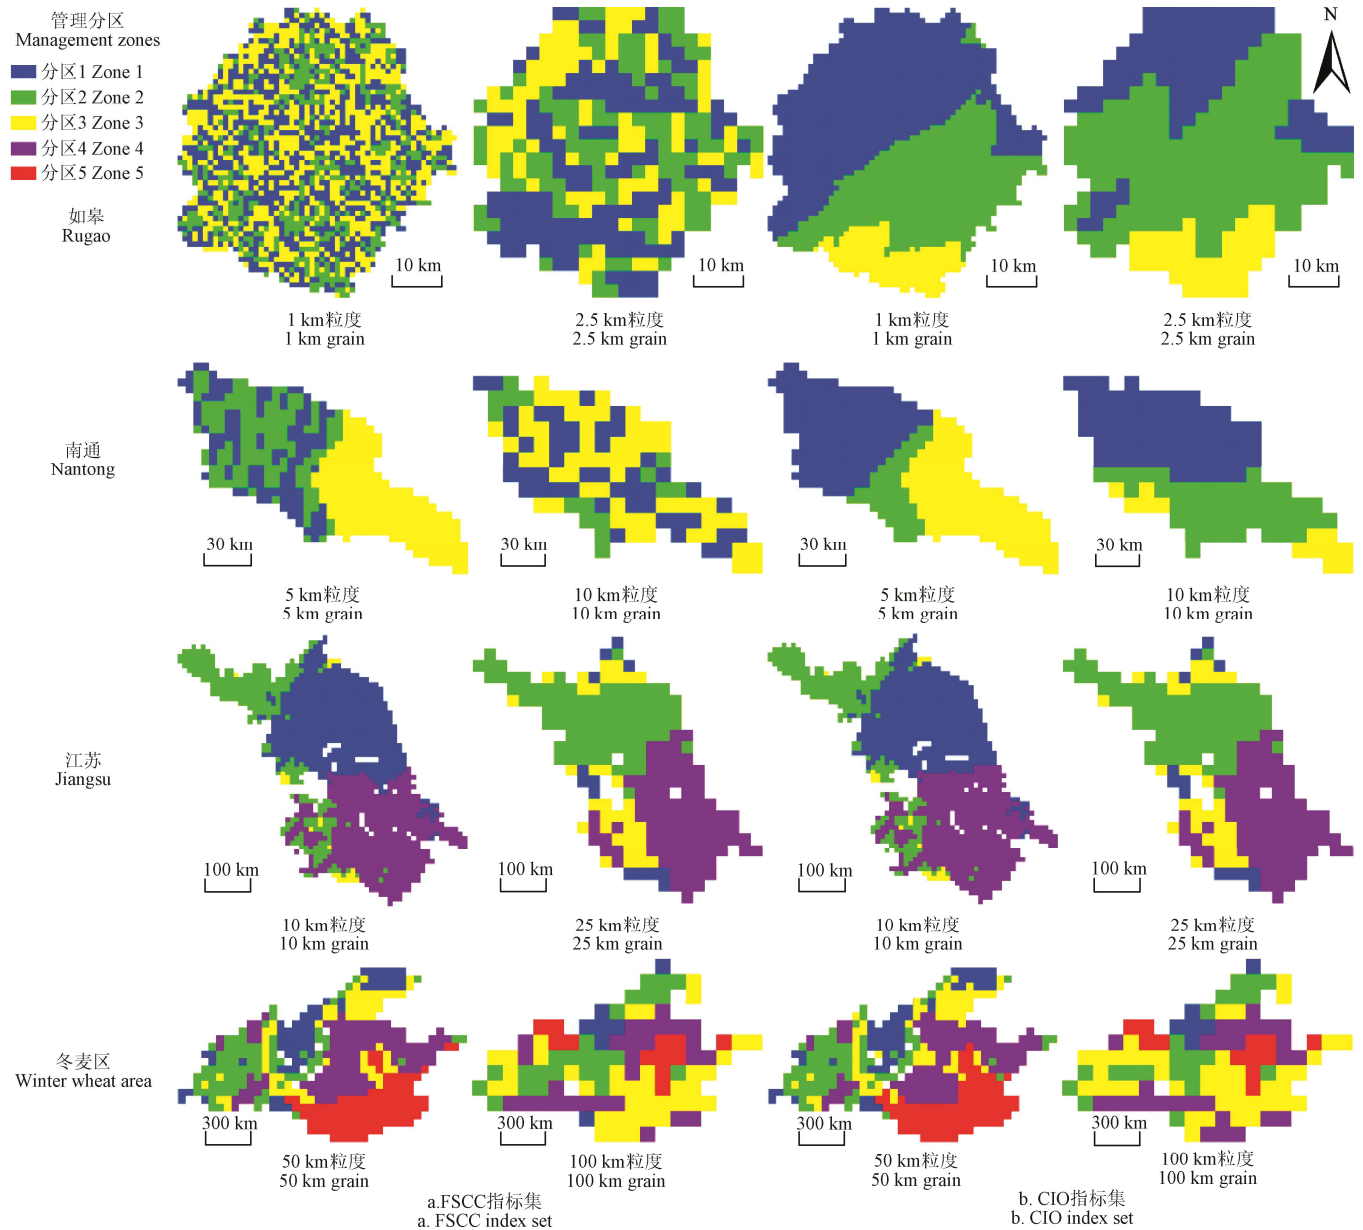 管理分区
Management zones
分区1 Zone 1
分区2 Zone 2
分区3 Zone 3
分区4 Zone 4
分区5 Zone 5
N
如皋
Rugao
10 km
10 km
10 km
10 km
1 km粒度
1 km grain
2.5 km粒度
2.5 km grain
1 km粒度
1 km grain
2.5 km粒度
2.5 km grain
南通
Nantong
30 km
30 km
30 km
30 km
5 km粒度
5 km grain
10 km粒度
10 km grain
5 km粒度
5 km grain
10 km粒度
10 km grain
江苏
Jiangsu
100 km
100 km
100 km
100 km
10 km粒度
10 km grain
25 km粒度
25 km grain
10 km粒度
10 km grain
25 km粒度
25 km grain
冬麦区
Winter wheat area
300 km
300 km
300 km
300 km
50 km粒度
50 km grain
100 km粒度
100 km grain
50 km粒度
50 km grain
100 km粒度
100 km grain
a.FSCC指标集
a. FSCC index set
b. CIO指标集
b. CIO index set